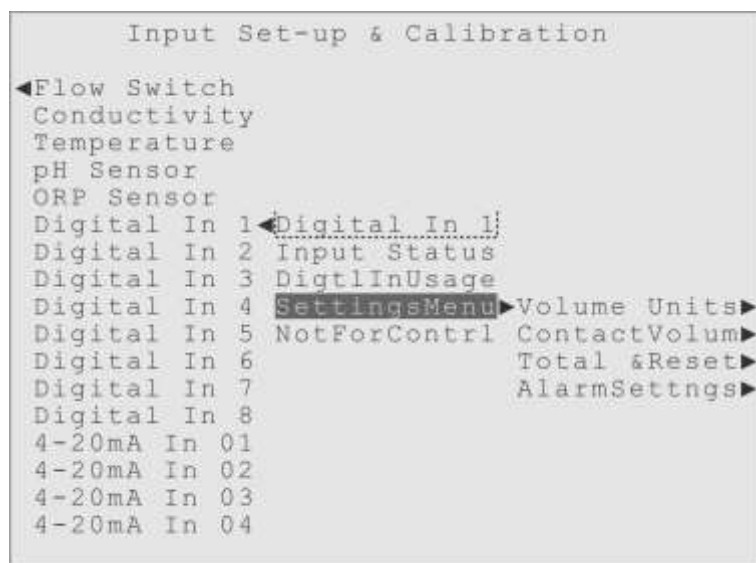 Input Set-up & Calibration
◀Flow Switch
Conductivity
Temperature
pH Sensor
ORP Sensor
Digital In 1◀Digital In 1
Digital In 2 Input Status
Digital In 3 DigtlInUsage
Digital In 4 SettingsMenu▶Volume Units▶
Digital In 5 NotForContrl ContactVolum▶
Digital In 6 Total &Reset▶
Digital In 7 AlarmSettngs▶
Digital In 8
4-20mA In 01
4-20mA In 02
4-20mA In 03
4-20mA In 04